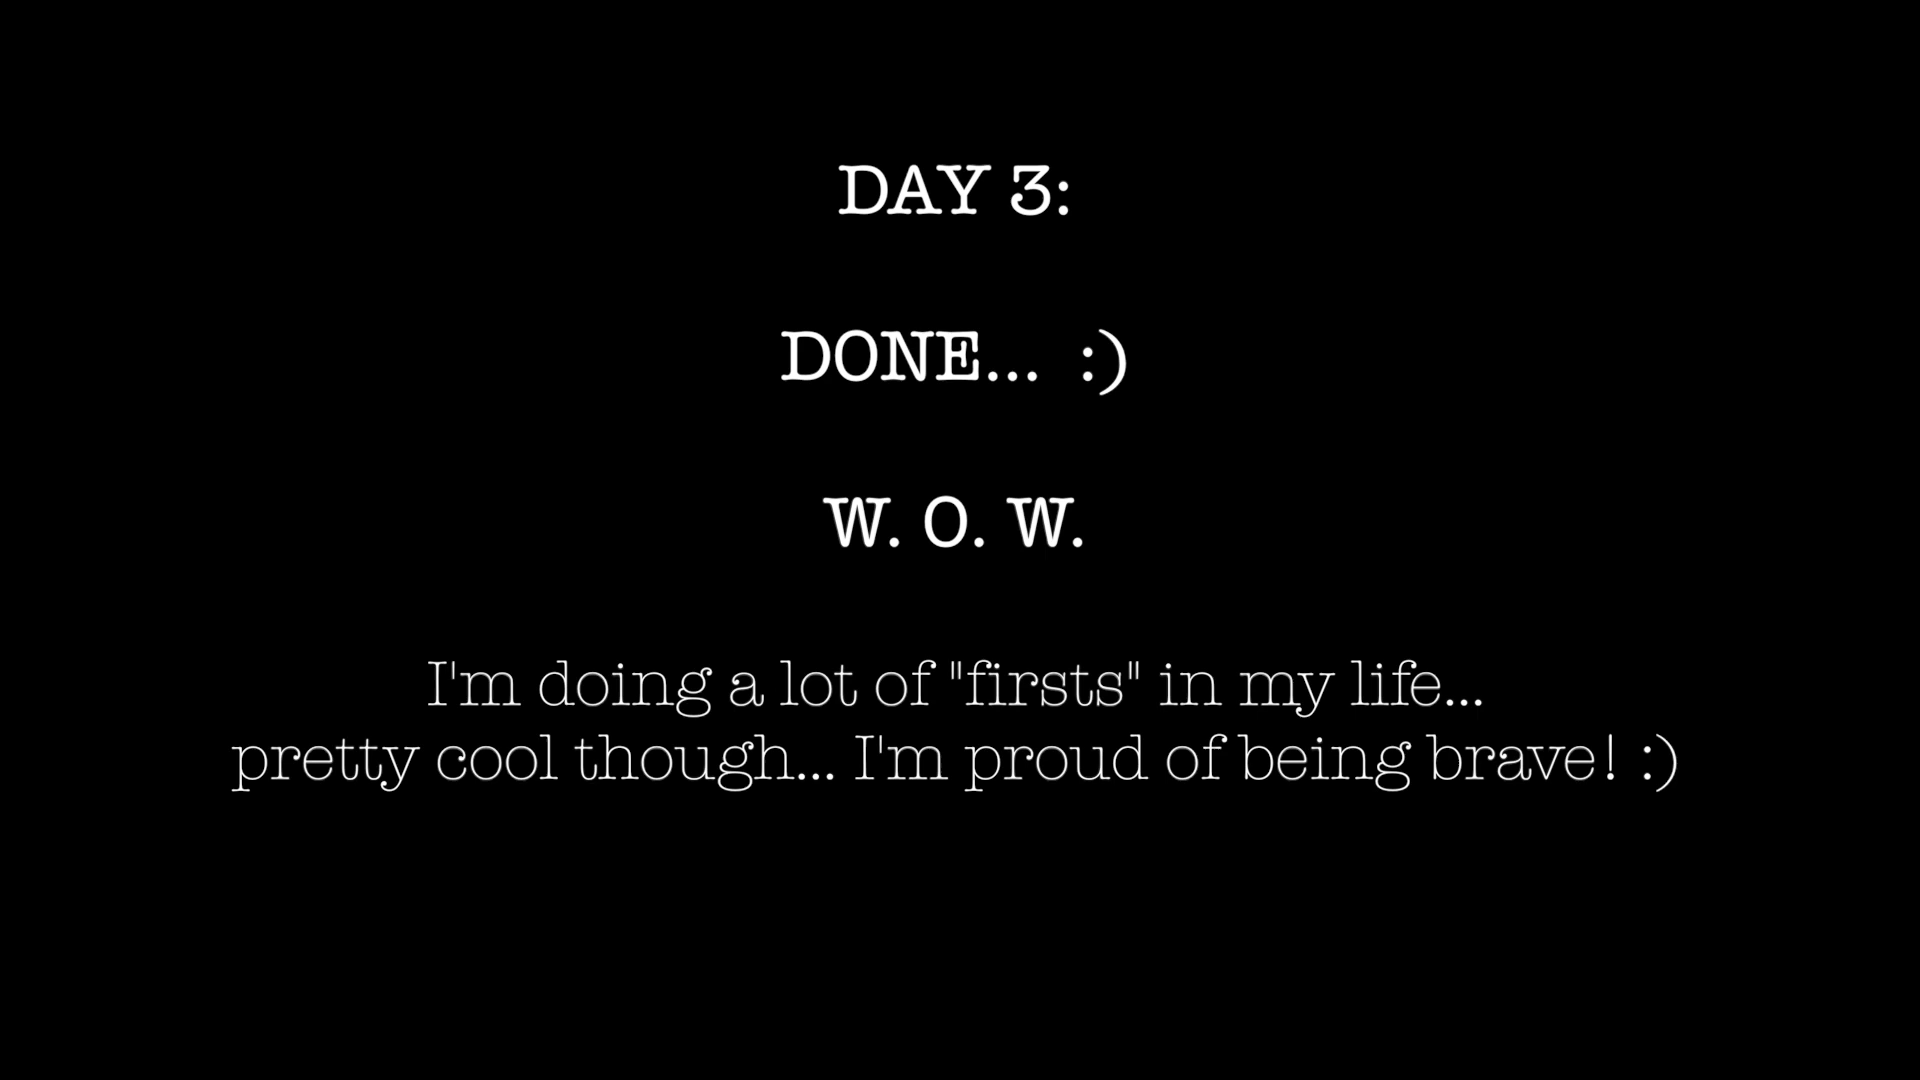 DAY 3:
DONE... :)
W. O. W.
I'm doing a lot of "firsts" in my life...
pretty cool though... I'm proud of being brave! :)